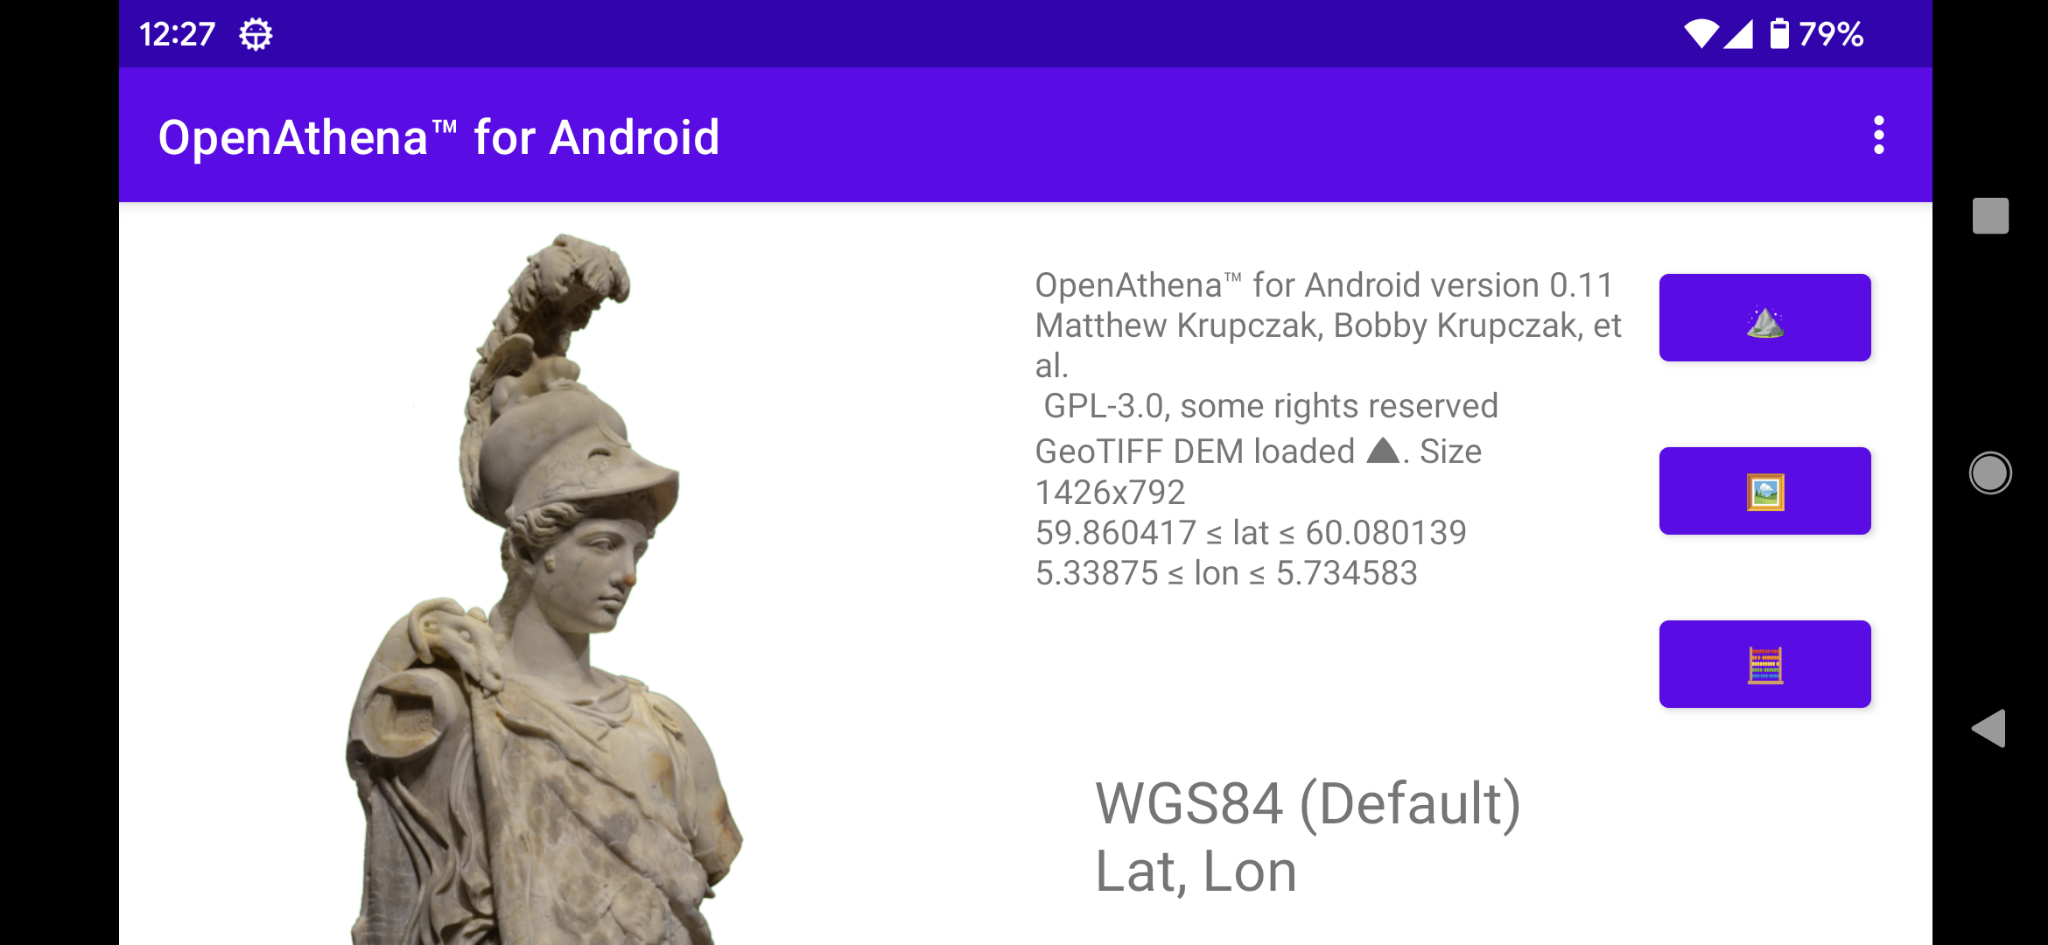 12:27
79%
OpenAthena™ for Android
OpenAthena™ for Android version 0.11
Matthew Krupczak, Bobby Krupczak, et
al.
GPL-3.0, some rights reserved
GeoTIFF DEM loaded ▲. Size
1426x792
59.860417 ≤ lat ≤ 60.080139
5.33875 ≤ lon ≤ 5.734583
WGS84 (Default)
Lat, Lon